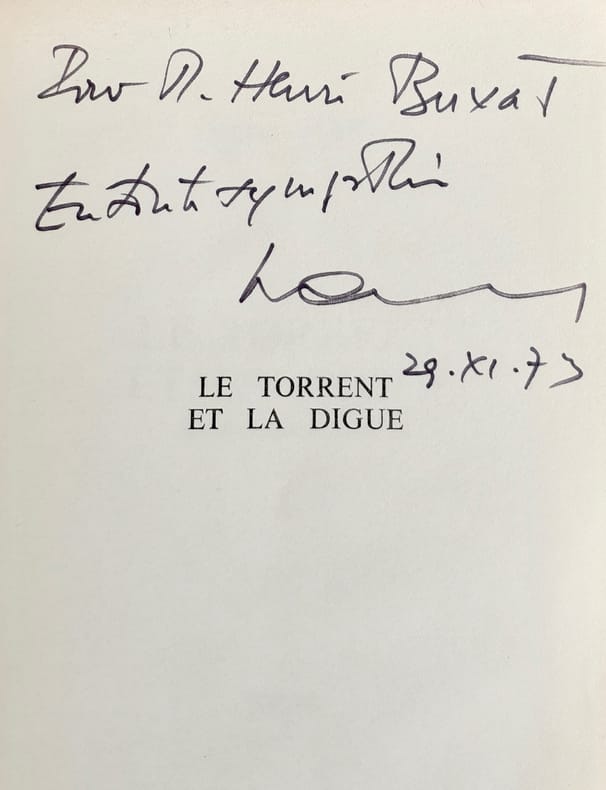 Pour M. Henri Buxat
En toute sympathie
29.XI.73
LE TORRENT
ET LA DIGUE